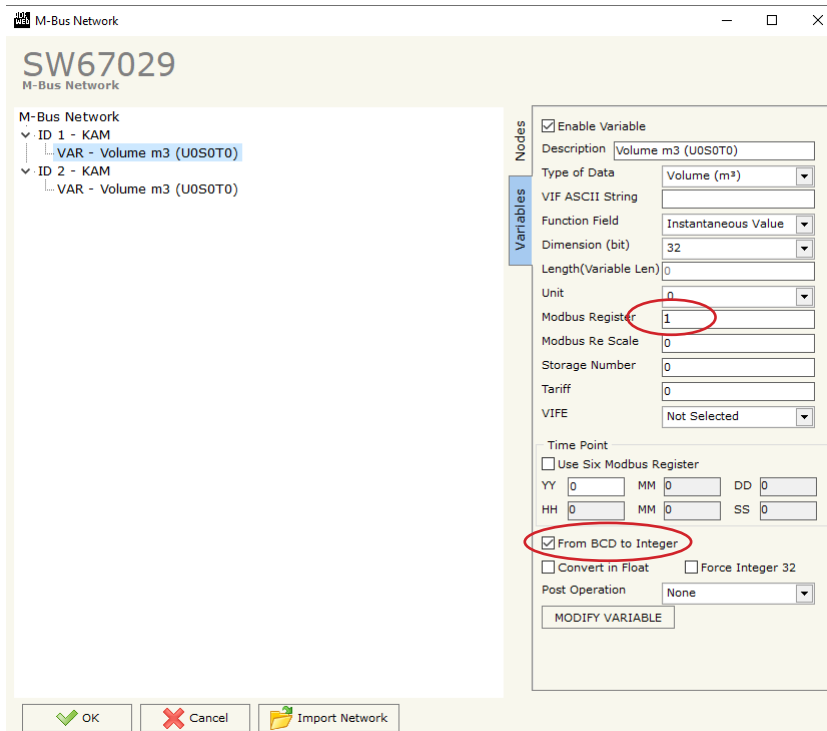 M-Bus Network
SW67029
M-Bus Network
M-Bus Network
ID 1 - KAM
VAR - Volume m3 (U0S0T0)
ID 2 - KAM
VAR - Volume m3 (U0S0T0)
Nodes
Variables
Enable Variable
Description Volume m3 (U0S0T0)
Type of Data Volume (m³)
VIF ASCII String
Function Field Instantaneous Value
Dimension (bit) 32
Length(Variable Len) 0
Unit 0
Modbus Register 1
Modbus Re Scale 0
Storage Number 0
Tariff 0
VIFE Not Selected
Time Point
Use Six Modbus Register
YY 0 MM 0 DD 0
HH 0 MM 0 SS 0
From BCD to Integer
Convert in Float Force Integer 32
Post Operation None
MODIFY VARIABLE
OK Cancel Import Network